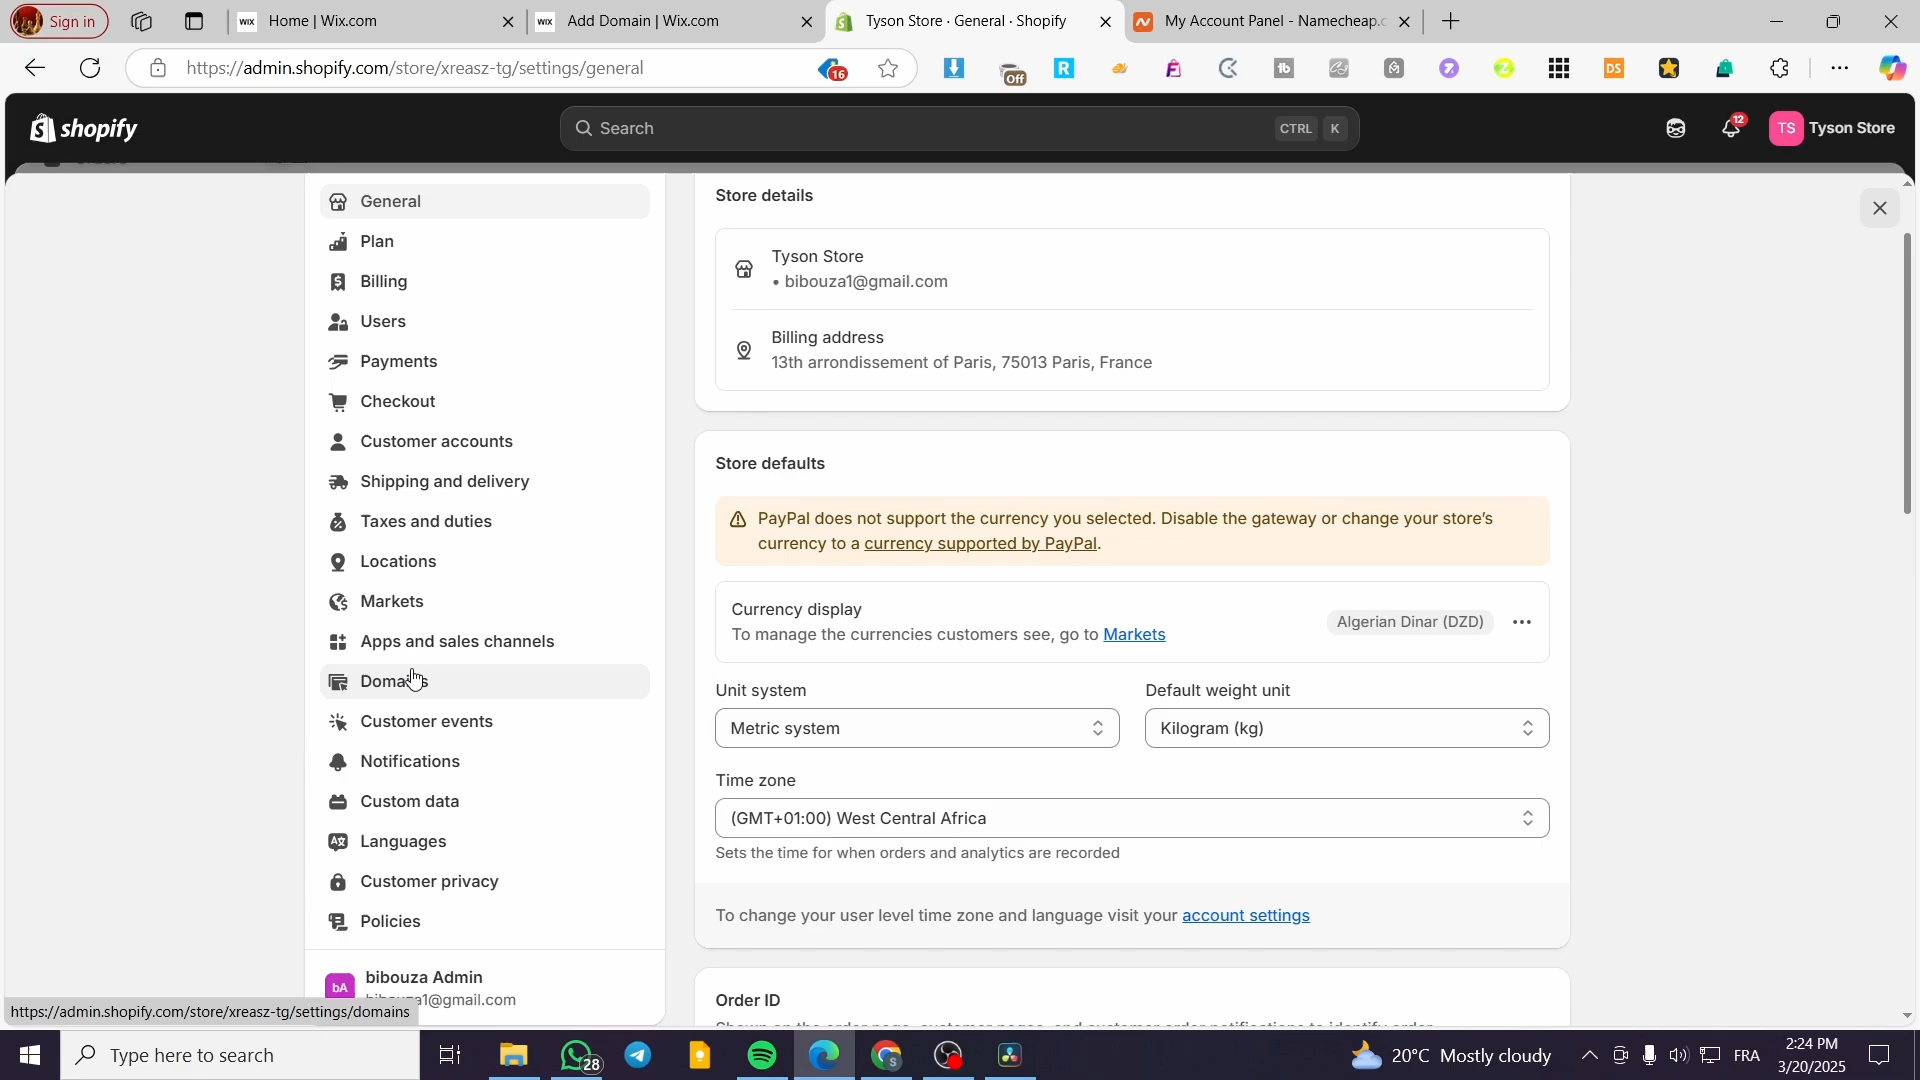 Sign in
WIX Home | Wix.com
WIX Add Domain | Wix.com
Tyson Store · General · Shopify
My Account Panel - Namecheap.c
https://admin.shopify.com/store/xreasz-tg/settings/general
16
Off
shopify
Search
CTRL K
12
TS Tyson Store
General
Plan
Billing
Users
Payments
Checkout
Customer accounts
Shipping and delivery
Taxes and duties
Locations
Markets
Apps and sales channels
Domains
Customer events
Notifications
Custom data
Languages
Customer privacy
Policies
bA bibouza Admin
@gmail.com
https://admin.shopify.com/store/xreasz-tg/settings/domains
Store details
Tyson Store
• bibouza1@gmail.com
Billing address
13th arrondissement of Paris, 75013 Paris, France
Store defaults
PayPal does not support the currency you selected. Disable the gateway or change your store's
currency to a currency supported by PayPal.
Currency display
To manage the currencies customers see, go to Markets
Algerian Dinar (DZD)
Unit system
Default weight unit
Metric system
Kilogram (kg)
Time zone
(GMT+01:00) West Central Africa
Sets the time for when orders and analytics are recorded
To change your user level time zone and language visit your account settings
Order ID
Type here to search
28
20°C Mostly cloudy
FRA
2:24 PM
3/20/2025